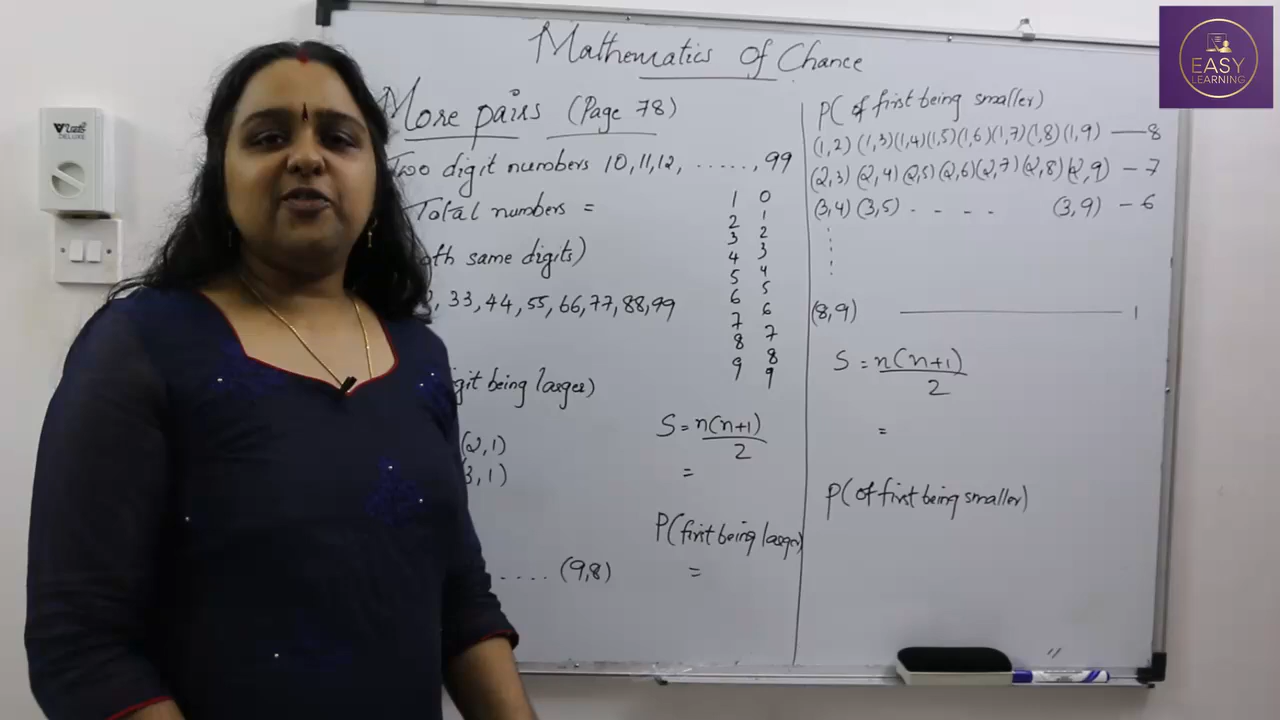 Mathematics of Chance
More pairs (Page 78)
Two digit numbers 10, 11, 12, ......, 99
Total numbers =
oth same digits)
, 33, 44, 55, 66, 77, 88, 99
git being larger)
(2, 1)
3, 1)
.... (9, 8)
1 0
2 1
3 2
4 3
5 4
6 5
7 6
8 7
9 8
9
S = n(n+1)
2
=
P(first being larger)
=
P( of first being smaller)
(1, 2) (1, 3) (1, 4) (1, 5) (1, 6) (1, 7) (1, 8) (1, 9) — 8
(2, 3) (2, 4) (2, 5) (2, 6) (2, 7) (2, 8) (2, 9) - 7
(3, 4) (3, 5) - - - - (3, 9) - 6
(8, 9) — 1
S = n(n+1)
2
=
P( of first being smaller)
EASY
LEARNING
DELUXE